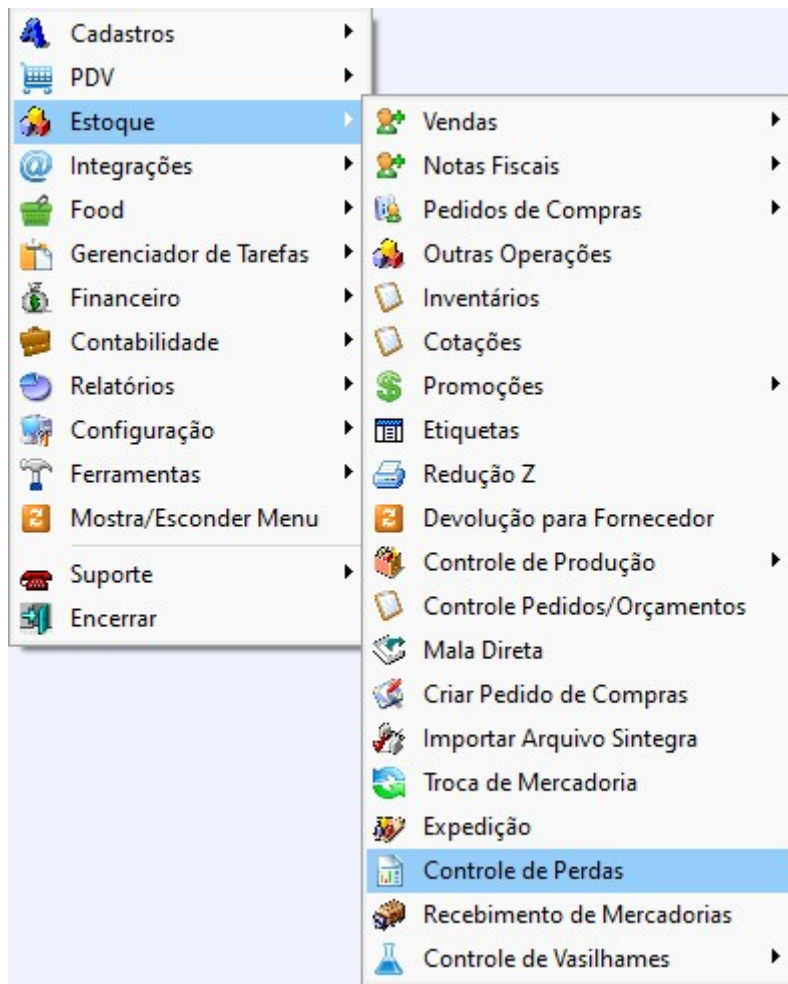 Cadastros
PDV
Estoque
Integrações
Food
Gerenciador de Tarefas
Financeiro
Contabilidade
Relatórios
Configuração
Ferramentas
Mostra/Esconder Menu
Suporte
Encerrar
Vendas
Notas Fiscais
Pedidos de Compras
Outras Operações
Inventários
Cotações
Promoções
Etiquetas
Redução Z
Devolução para Fornecedor
Controle de Produção
Controle Pedidos/Orçamentos
Mala Direta
Criar Pedido de Compras
Importar Arquivo Sintegra
Troca de Mercadoria
Expedição
Controle de Perdas
Recebimento de Mercadorias
Controle de Vasilhames